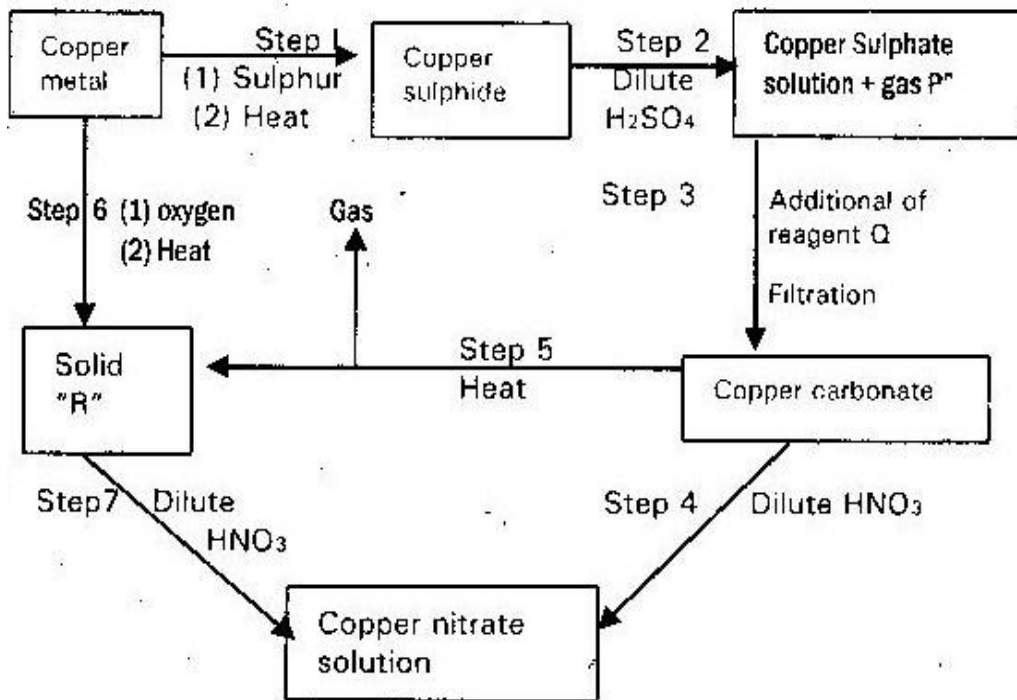 Copper
metal
Step I
(1) Sulphur
(2) Heat
Copper
sulphide
Step 2
Dilute
H₂SO₄
Copper Sulphate
solution + gas P"
Step 3
Additional of
reagent Q
Filtration
Step 6 (1) oxygen
(2) Heat
Gas
Solid
"R"
Step 5
Heat
Copper carbonate
Step7 Dilute
HNO₃
Step 4 Dilute HNO₃
Copper nitrate
solution